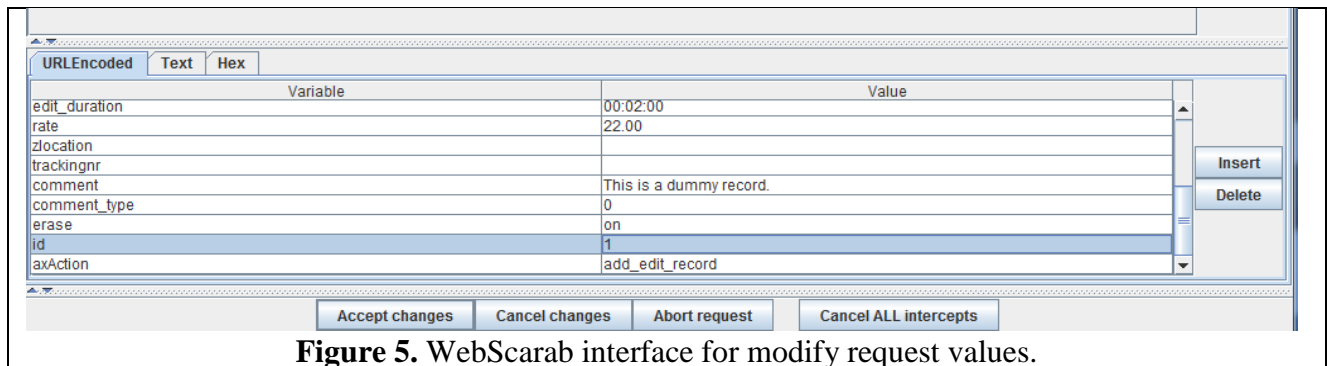 URLEncoded Text Hex
Variable Value
edit_duration 00:02:00
rate 22.00
zlocation
trackingnr
comment This is a dummy record.
comment_type 0
erase on
id 1
axAction add_edit_record
Insert
Delete
Accept changes Cancel changes Abort request Cancel ALL intercepts
Figure 5. WebScarab interface for modify request values.